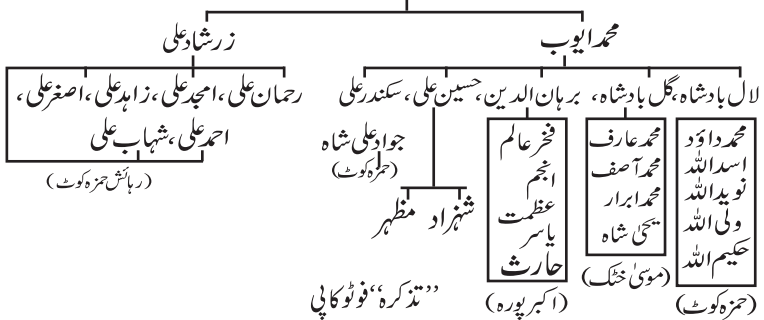 محمد ایوب زرشاد علی
لال بادشاہ، گل بادشاہ، برہان الدین، حسین علی، سکندر علی
رحمان علی، امجد علی، زاہد علی، اصغر علی،
احمد علی، شہاب علی
(رہائش حمزہ کوٹ)
محمد داؤد
اسد اللہ
نوید اللہ
ولی اللہ
حکیم اللہ
(حمزہ کوٹ)
محمد عارف
محمد آصف
محمد ابرار
یحیٰ شاہ
(موسیٰ خٹک)
فخر عالم
انجم
عظمت
یاسر
حارث
(اکبر پورہ)
شہزاد مظہر
جواد علی شاہ
(حمزہ کوٹ)
”تذکرہ“ فوٹو کاپی